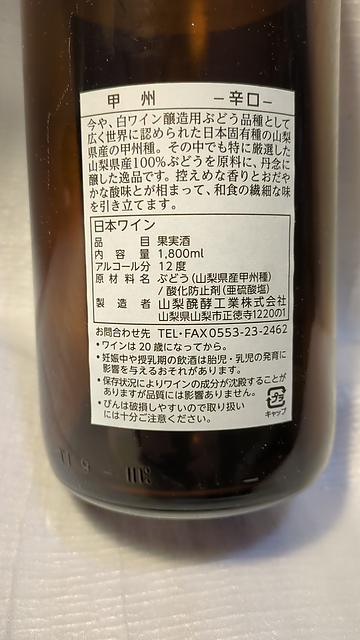 甲州 ー辛口ー
今や、白ワイン醸造用ぶどう品種として
広く世界に認められた日本固有種の山梨
県産の甲州種。その中でも特に厳選した
山梨県産100%ぶどうを原料に、丹念に
醸した逸品です。控えめな香りとおだや
かな酸味とが相まって、和食の繊細な味
を引き立てます。
日本ワイン
品目 果実酒
内容量 1,800ml
アルコール分 12度
原材料名 ぶどう(山梨県産甲州種)
/酸化防止剤(亜硫酸塩)
製造者 山梨醗酵工業株式会社
山梨県山梨市正徳寺1220の1
お問合わせ先 TEL・FAX0553-23-2462
・ワインは20歳になってから。
・妊娠中や授乳期の飲酒は胎児・乳児の発育に
影響を与えるおそれがあります。
・保存状況によりワインの成分が沈殿することが
ありますが品質には影響ありません。
・びんは破損しやすいので取り扱い
には十分ご注意ください。
プラ
キャップ